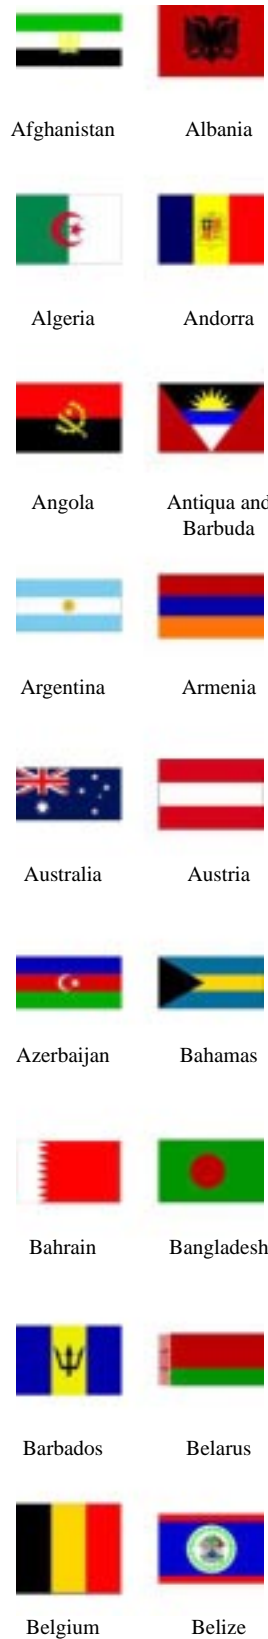 Afghanistan Albania
Algeria Andorra
Angola Antiqua and
Barbuda
Argentina Armenia
Australia Austria
Azerbaijan Bahamas
Bahrain Bangladesh
Barbados Belarus
Belgium Belize